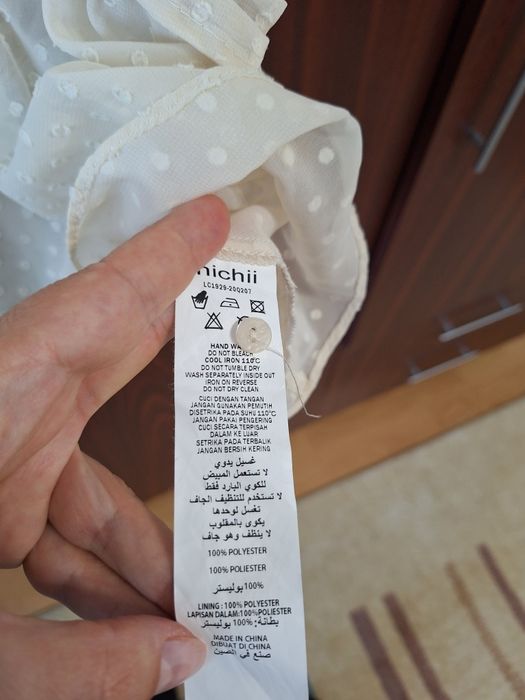 nichii
LC1929-20Q207
HAND WA
DO NOT BLEACH
COOL IRON 110°C
DO NOT TUMBLE DRY
WASH SEPARATELY INSIDE OUT
IRON ON REVERSE
DO NOT DRY CLEAN
CUCI DENGAN TANGAN
JANGAN GUNAKAN PEMUTIH
DISETRIKA PADA SUHU 110°C
JANGAN PAKAI PENGERING
CUCI SECARA TERPISAH
DALAM KE LUAR
SETRIKA PADA TERBALIK
JANGAN BERSIH KERING
غسيل يدوي
لا تستعمل المبيض
للكوي البارد فقط
لا تستخدم للتنظيف الجاف
تغسل لوحدها
يكوى بالمقلوب
لا ينظف وهو جاف
100% POLYESTER
100% POLIESTER
100% بوليستر
LINING : 100% POLYESTER
LAPISAN DALAM:100%POLIESTER
بطانة: 100% بوليستر
MADE IN CHINA
DIBUAT DI CHINA
صنع في الصين